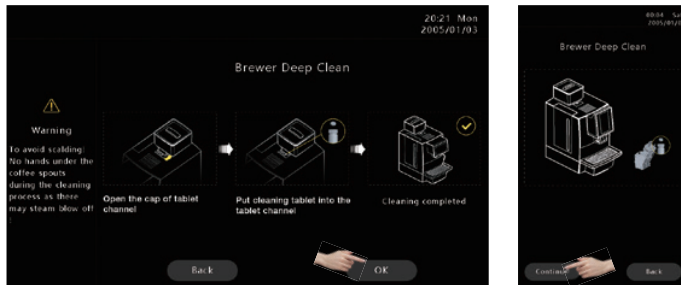 20:21 Mon
2005/01/03
Brewer Deep Clean
Warning
To avoid scalding:
No hands under the
coffee spouts
during the cleaning
process as there
may steam blow off
!
Open the cap of tablet
channel
Put cleaning tablet into the
tablet channel
Cleaning completed
Back
OK
00:04
Brewer Deep Clean
Continue
Back